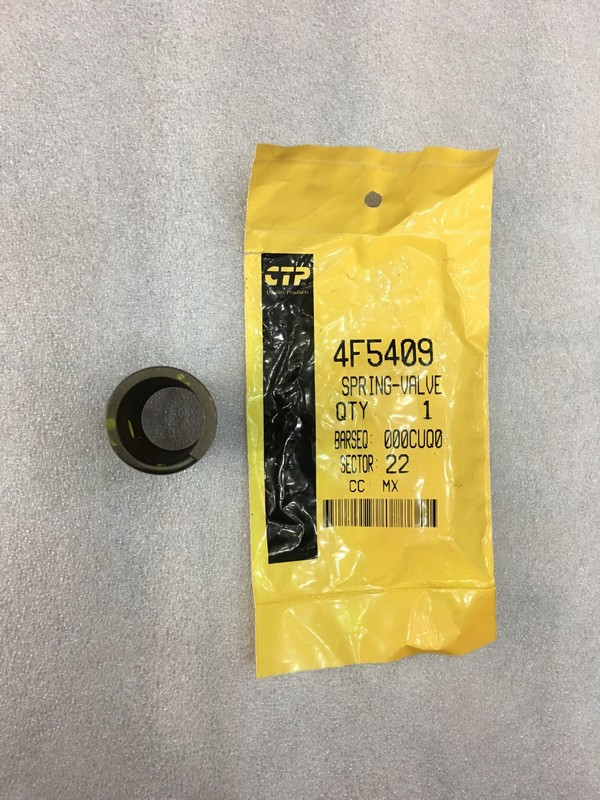 CTP
4F5409
SPRING-VALVE
QTY 1
BARSEQ: 000CUQ0
SECTOR: 22
CC MX